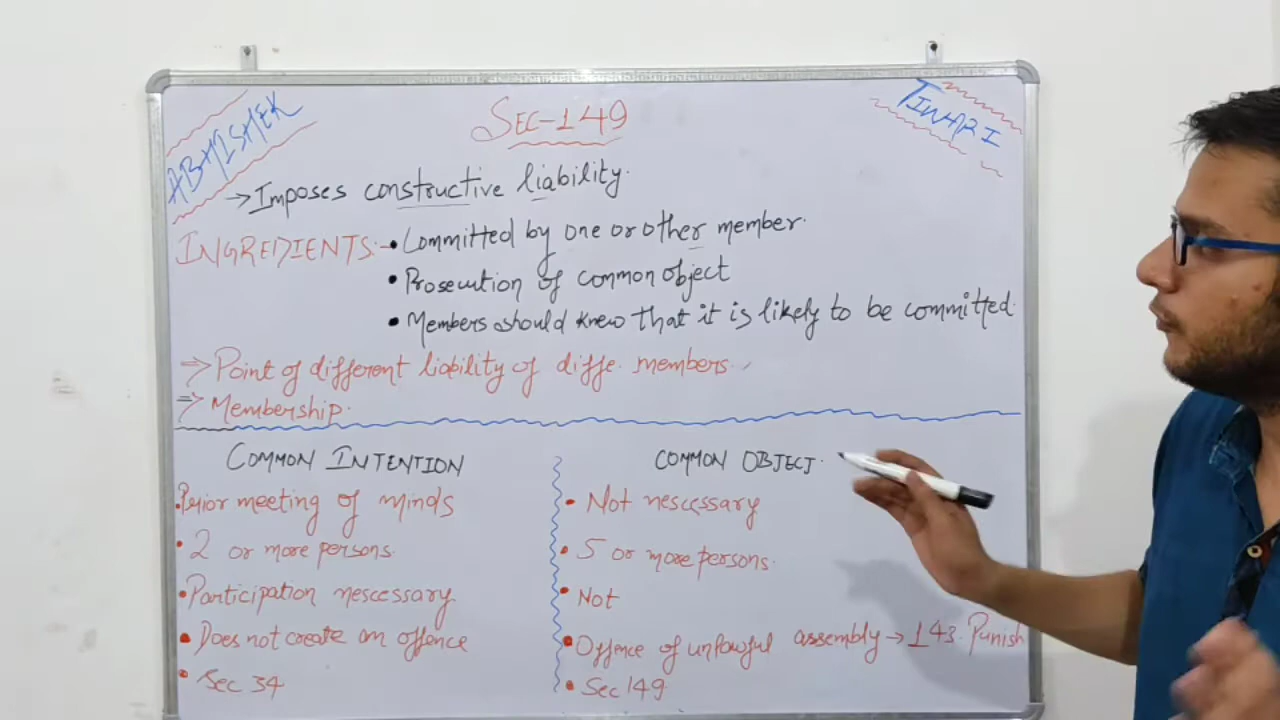 ABHISHEK
TIWARI
SEC-149
→ Imposes constructive liability.
INGREDIENTS:- • Committed by one or other member.
• Prosecution of common object
• Members should knew that it is likely to be committed.
⇒ Point of different liability of diffe. members.
⇒ Membership.
COMMON INTENTION
• Prior meeting of minds
• 2 or more persons.
• Participation nescessary
• Does not create an offence
• Sec 34
COMMON OBJECT.
• Not nescessary
• 5 or more persons.
• Not
• Offence of unlawful assembly → 143. Punish
• Sec 149